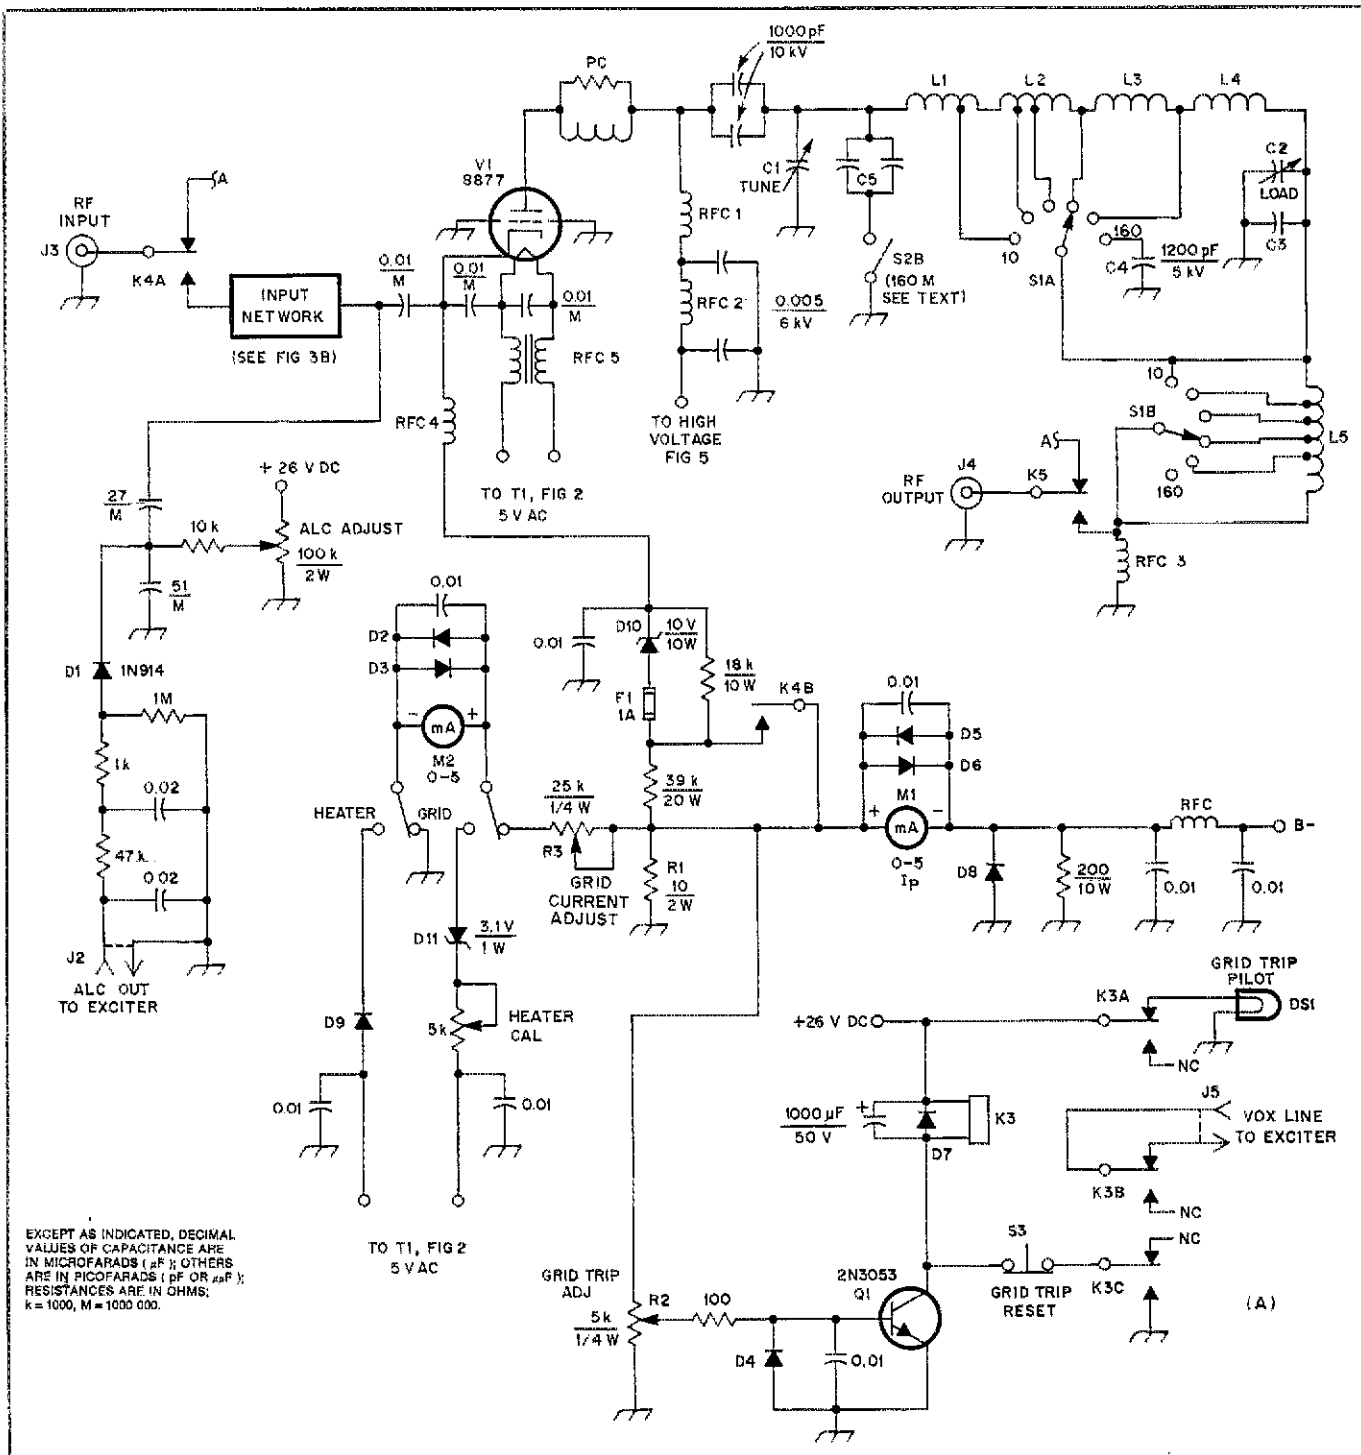 1000 pF
10 kV
PC
L1
L2
L3
L4
V1
8877
A
RF
INPUT
J3
K4A
INPUT
NETWORK
(SEE FIG 3B)
0.01
M
0.01
M
0.01
M
RFC 5
RFC 4
RFC 1
RFC 2
0.005
6 kV
TO HIGH
VOLTAGE
FIG 5
C1
TUNE
C5
S2B
(160 M
SEE TEXT)
10
S1A
160
C4
1200 pF
5 kV
C2
LOAD
C3
10
S1B
160
L5
A
J4
RF
OUTPUT
K5
RFC 3
TO T1, FIG 2
5 V AC
+ 26 V DC
27
M
10 k
ALC ADJUST
100 k
2 W
51
M
D1
1N914
1M
1k
0.02
47k
0.02
J2
ALC OUT
TO EXCITER
0.01
D2
D3
-
mA
+
M2
0-5
HEATER
GRID
25 k
1/4 W
R3
GRID
CURRENT
ADJUST
0.01
D10
10 V
10W
F1
1A
18 k
10 W
K4B
39 k
20 W
R1
10
2W
0.01
D5
D6
M1
+
mA
-
0-5
Ip
D8
200
10 W
RFC
B-
0.01
0.01
D11
3.1V
1 W
D9
5k
HEATER
CAL
0.01
0.01
TO T1, FIG 2
5 V AC
+26 V DC
K3A
GRID TRIP
PILOT
DS1
NC
1000 µF
50 V
+
K3
D7
J5
VOX LINE
TO EXCITER
K3B
NC
S3
GRID TRIP
RESET
K3C
NC
2N3053
Q1
GRID TRIP
ADJ
R2
5 k
1/4 W
100
D4
0.01
(A)
EXCEPT AS INDICATED, DECIMAL
VALUES OF CAPACITANCE ARE
IN MICROFARADS ( µF ); OTHERS
ARE IN PICOFARADS ( pF OR µµF );
RESISTANCES ARE IN OHMS;
k = 1000, M = 1000 000.